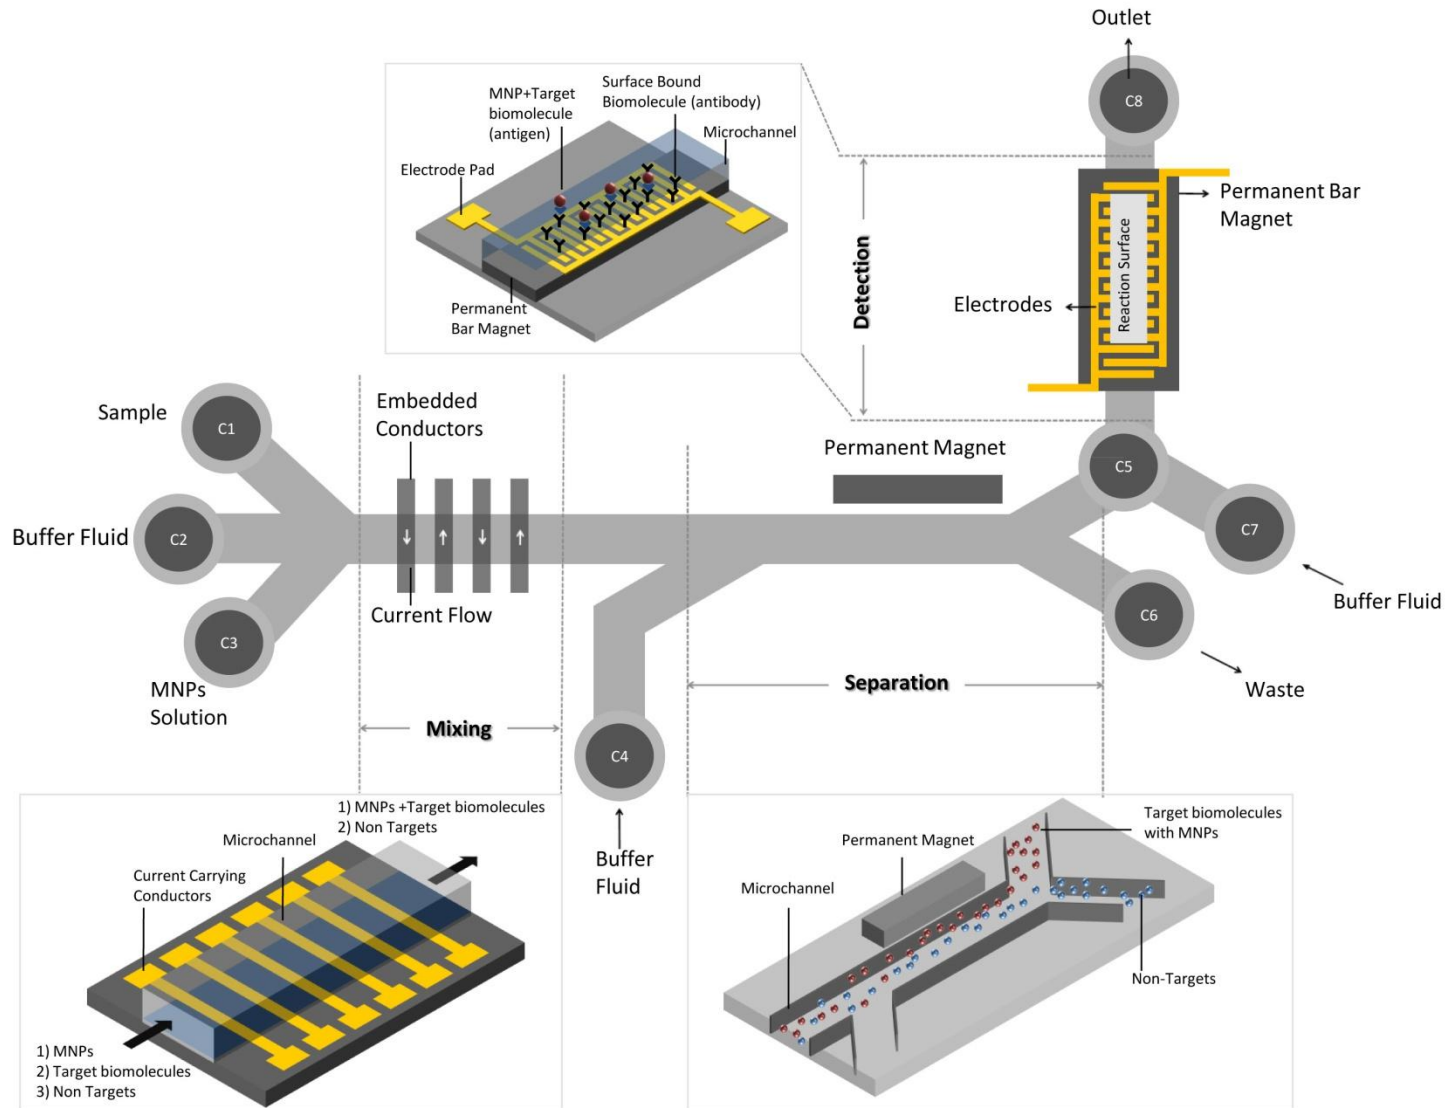 Outlet
C8
MNP+Target
biomolecule
(antigen)
Surface Bound
Biomolecule (antibody)
Microchannel
Electrode Pad
Permanent
Bar Magnet
Permanent Bar
Magnet
Detection
Electrodes
Reaction Surface
Sample
C1
Embedded
Conductors
Permanent Magnet
C5
Buffer Fluid
C2
C7
Buffer Fluid
Current Flow
C3
C6
MNPs
Solution
Waste
Mixing
Separation
C4
Buffer
Fluid
1) MNPs +Target biomolecules
2) Non Targets
Microchannel
Current Carrying
Conductors
1) MNPs
2) Target biomolecules
3) Non Targets
Target biomolecules
with MNPs
Permanent Magnet
Microchannel
Non-Targets